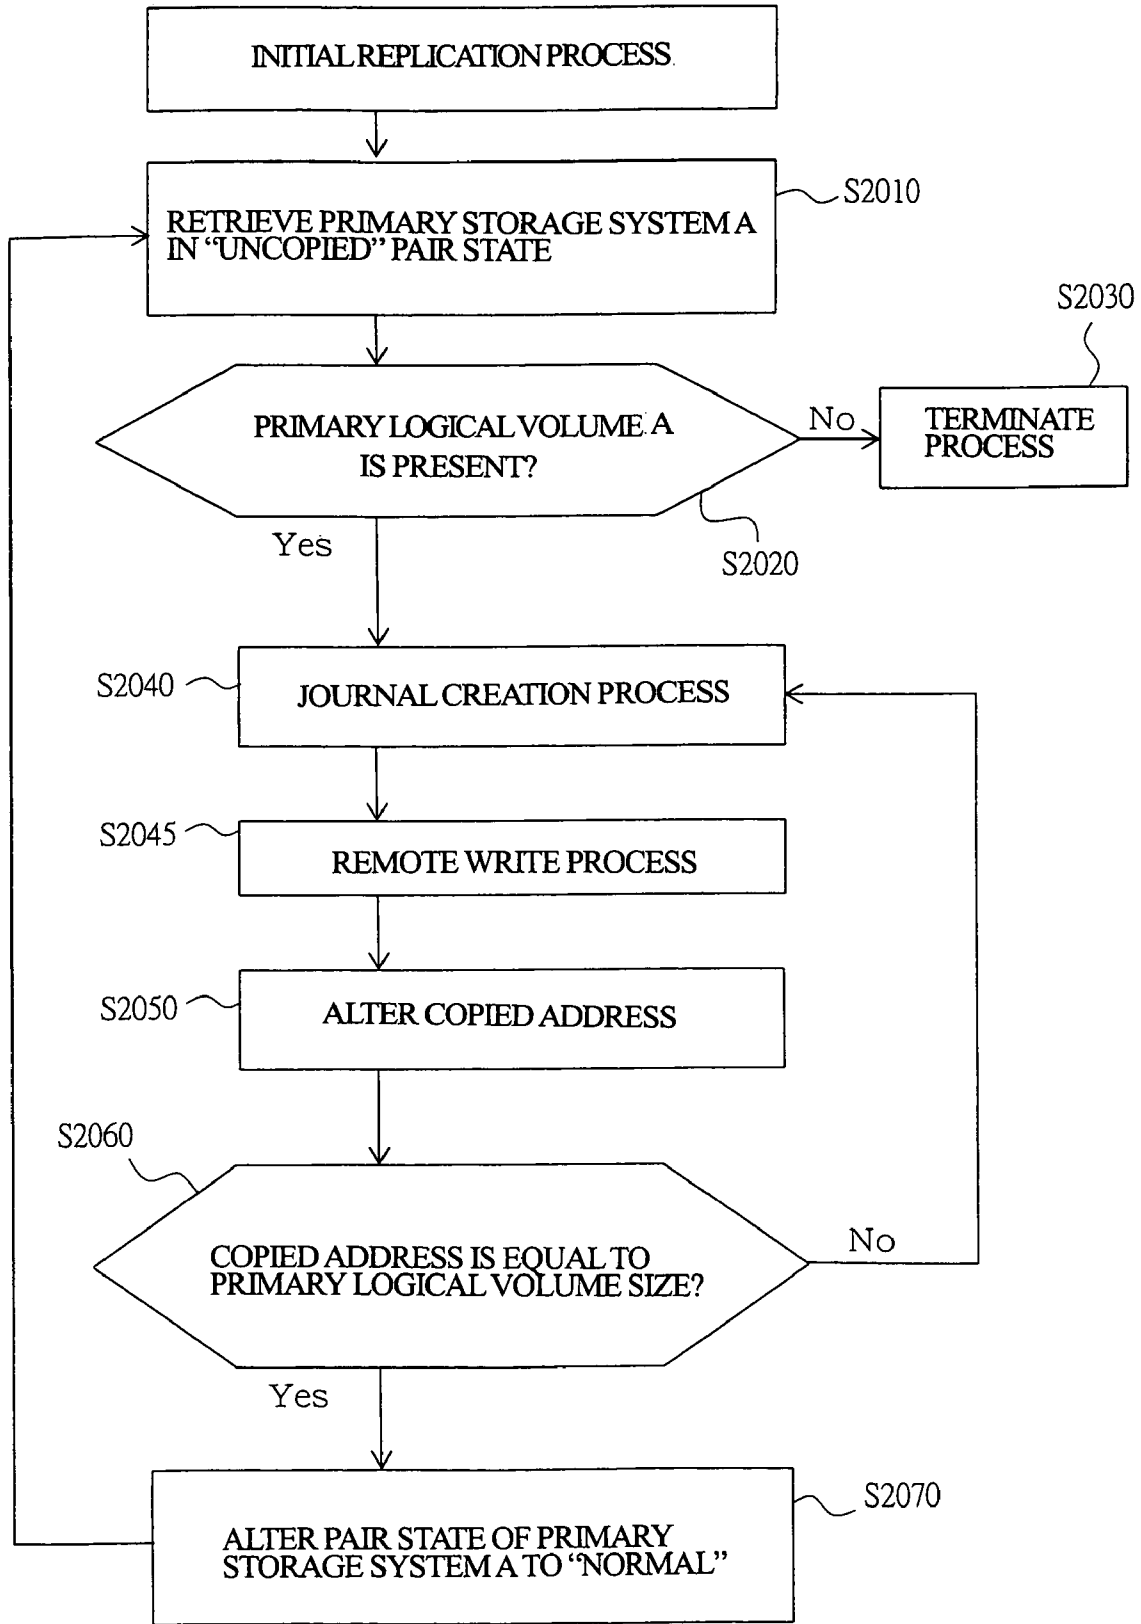 INITIAL REPLICATION PROCESS
S2010
RETRIEVE PRIMARY STORAGE SYSTEM A
IN “UNCOPIED” PAIR STATE
S2030
PRIMARY LOGICAL VOLUME A
IS PRESENT?
No
TERMINATE
PROCESS
Yes
S2020
S2040
JOURNAL CREATION PROCESS
S2045
REMOTE WRITE PROCESS
S2050
ALTER COPIED ADDRESS
S2060
COPIED ADDRESS IS EQUAL TO
PRIMARY LOGICAL VOLUME SIZE?
No
Yes
S2070
ALTER PAIR STATE OF PRIMARY
STORAGE SYSTEM A TO “NORMAL”